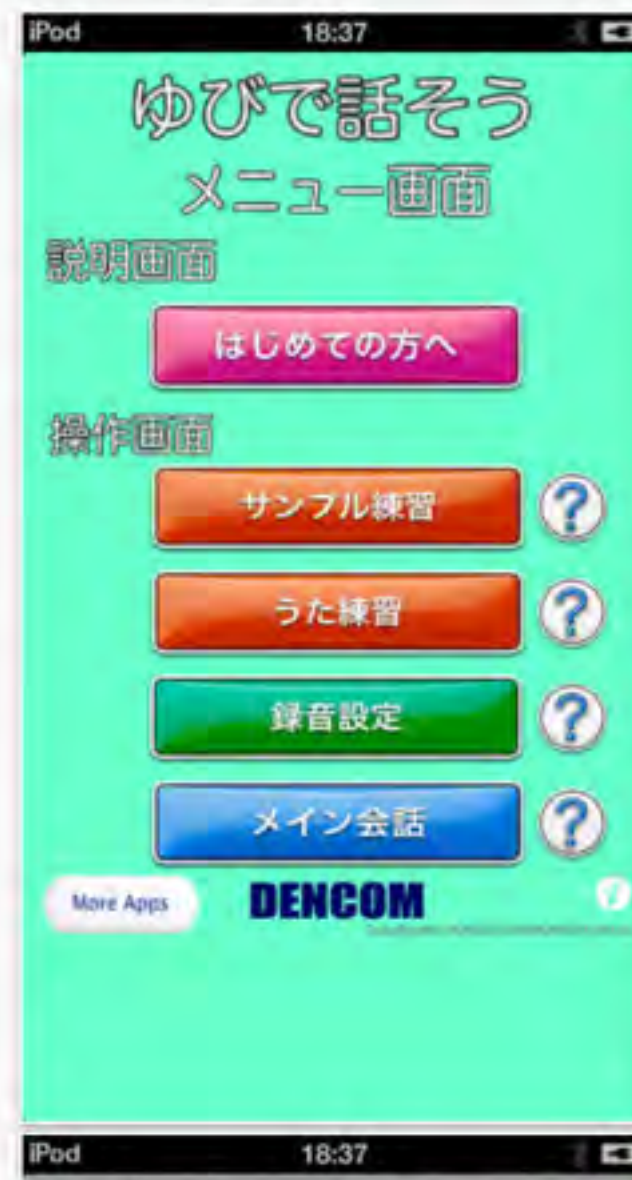 iPod 18:37
ゆびで話そう
メニュー画面
説明画面
はじめての方へ
操作画面
サンプル練習 ?
うた練習 ?
録音設定 ?
メイン会話 ?
More Apps DENCOM i
iPod 18:37